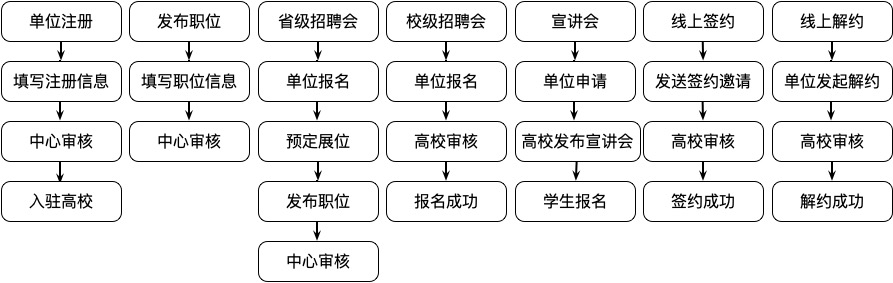 单位注册
填写注册信息
中心审核
入驻高校
发布职位
填写职位信息
中心审核
省级招聘会
单位报名
预定展位
发布职位
中心审核
校级招聘会
单位报名
高校审核
报名成功
宣讲会
单位申请
高校发布宣讲会
学生报名
线上签约
发送签约邀请
高校审核
签约成功
线上解约
单位发起解约
高校审核
解约成功